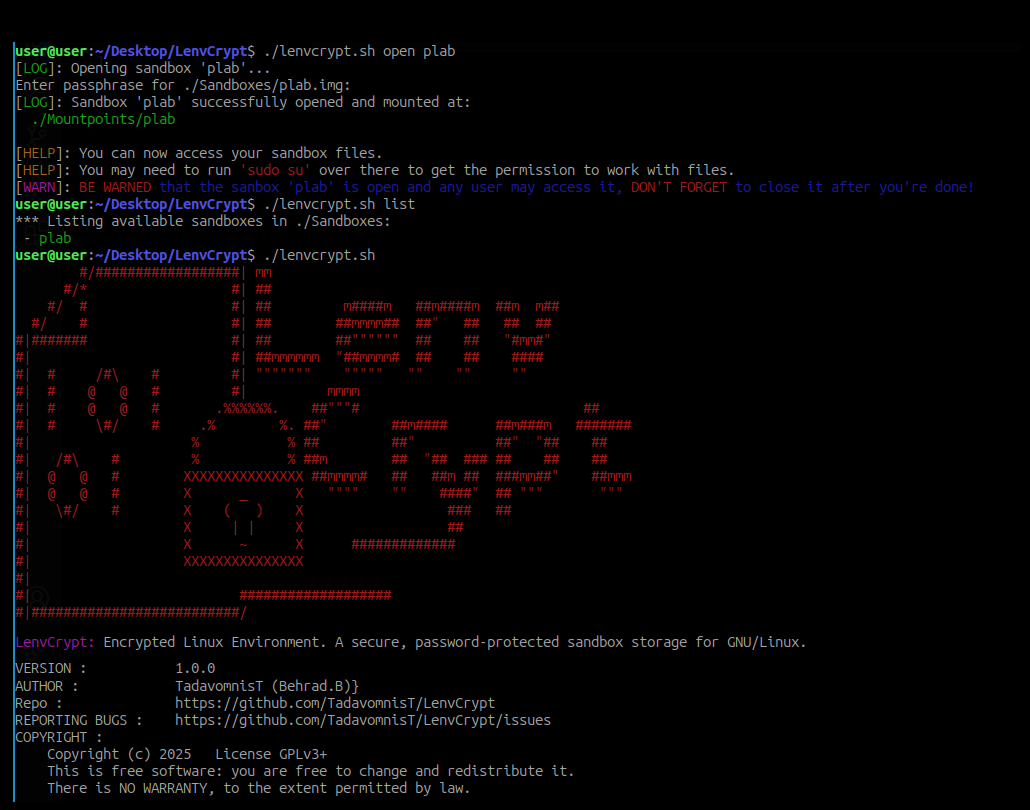 user@user:~/Desktop/LenvCrypt$ ./lenvcrypt.sh open plab
[LOG]: Opening sandbox 'plab'...
Enter passphrase for ./Sandboxes/plab.img:
[LOG]: Sandbox 'plab' successfully opened and mounted at:
  ./Mountpoints/plab

[HELP]: You can now access your sandbox files.
[HELP]: You may need to run 'sudo su' over there to get the permission to work with files.
[WARN]: BE WARNED that the sanbox 'plab' is open and any user may access it, DON'T FORGET to close it after you're done!
user@user:~/Desktop/LenvCrypt$ ./lenvcrypt.sh list
*** Listing available sandboxes in ./Sandboxes:
 - plab
user@user:~/Desktop/LenvCrypt$ ./lenvcrypt.sh
Lenv
Crypt
LenvCrypt: Encrypted Linux Environment. A secure, password-protected sandbox storage for GNU/Linux.
VERSION :           1.0.0
AUTHOR :            TadavomnisT (Behrad.B)}
Repo :              https://github.com/TadavomnisT/LenvCrypt
REPORTING BUGS :    https://github.com/TadavomnisT/LenvCrypt/issues
COPYRIGHT :
    Copyright (c) 2025   License GPLv3+
    This is free software: you are free to change and redistribute it.
    There is NO WARRANTY, to the extent permitted by law.